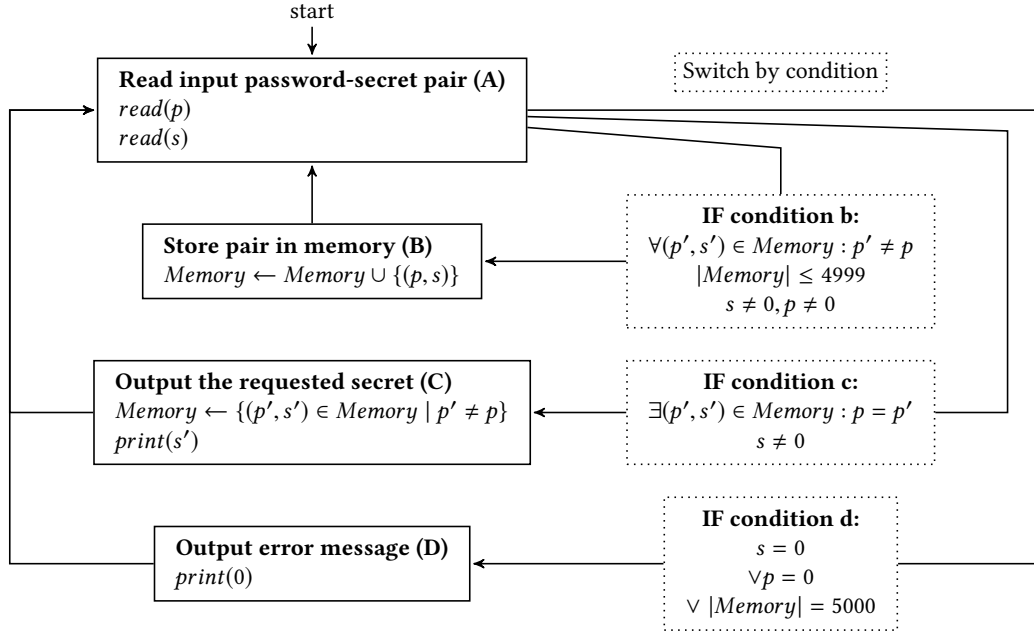 start
Read input password-secret pair (A)
read(p)
read(s)
Switch by condition
IF condition b:
∀(p′, s′) ∈ Memory : p′ ≠ p
|Memory| ≤ 4999
s ≠ 0, p ≠ 0
Store pair in memory (B)
Memory ← Memory ∪ {(p, s)}
Output the requested secret (C)
Memory ← {(p′, s′) ∈ Memory | p′ ≠ p}
print(s′)
IF condition c:
∃(p′, s′) ∈ Memory : p = p′
s ≠ 0
Output error message (D)
print(0)
IF condition d:
s = 0
∨p = 0
∨ |Memory| = 5000